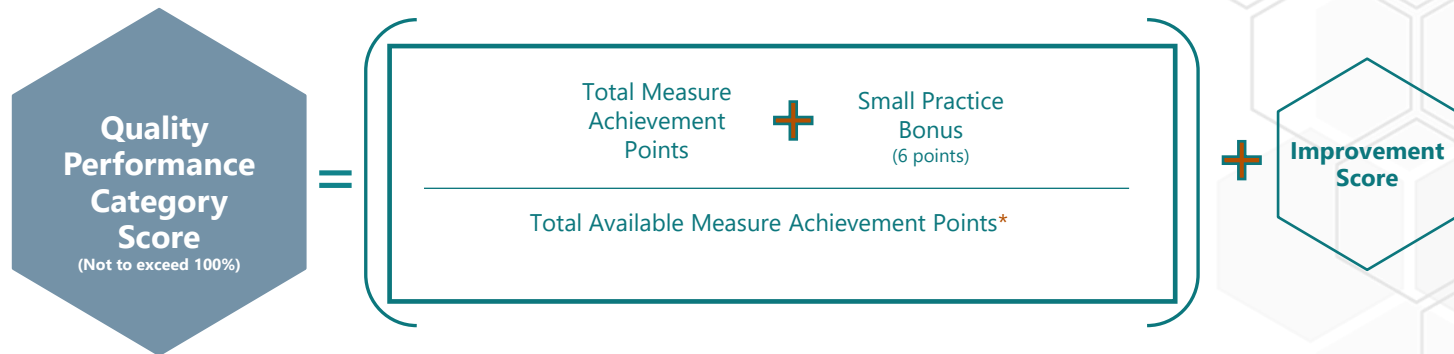 Quality
Performance
Category
Score
(Not to exceed 100%)
=
Total Measure
Achievement
Points
+
Small Practice
Bonus
(6 points)
Total Available Measure Achievement Points*
+
Improvement
Score